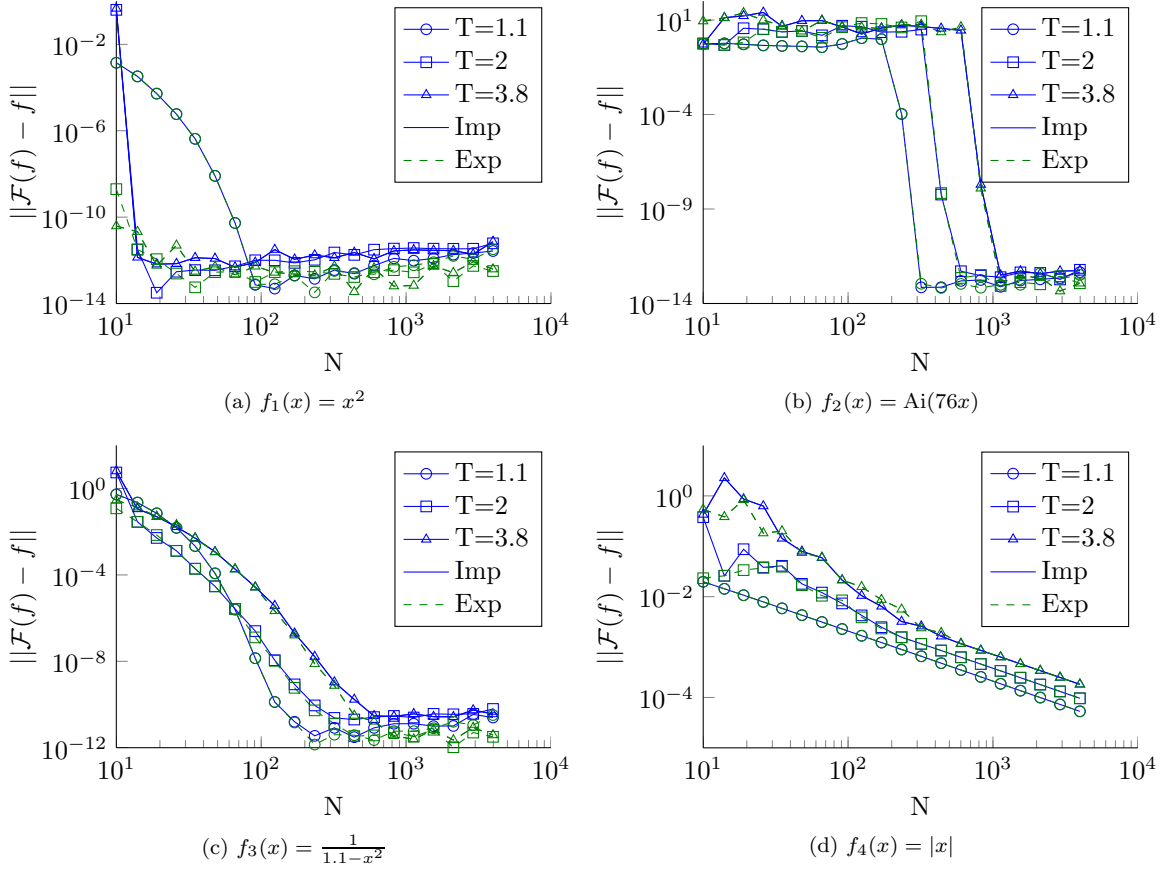 ||F(f) − f||
10^-2
10^-6
10^-10
10^-14
10^1
10^2
10^3
10^4
N
T=1.1
T=2
T=3.8
Imp
Exp
(a) f_1(x) = x^2
||F(f) − f||
10^1
10^-4
10^-9
10^-14
10^1
10^2
10^3
10^4
N
T=1.1
T=2
T=3.8
Imp
Exp
(b) f_2(x) = Ai(76x)
||F(f) − f||
10^0
10^-4
10^-8
10^-12
10^1
10^2
10^3
10^4
N
T=1.1
T=2
T=3.8
Imp
Exp
(c) f_3(x) = 1/(1.1−x^2)
||F(f) − f||
10^0
10^-2
10^-4
10^1
10^2
10^3
10^4
N
T=1.1
T=2
T=3.8
Imp
Exp
(d) f_4(x) = |x|